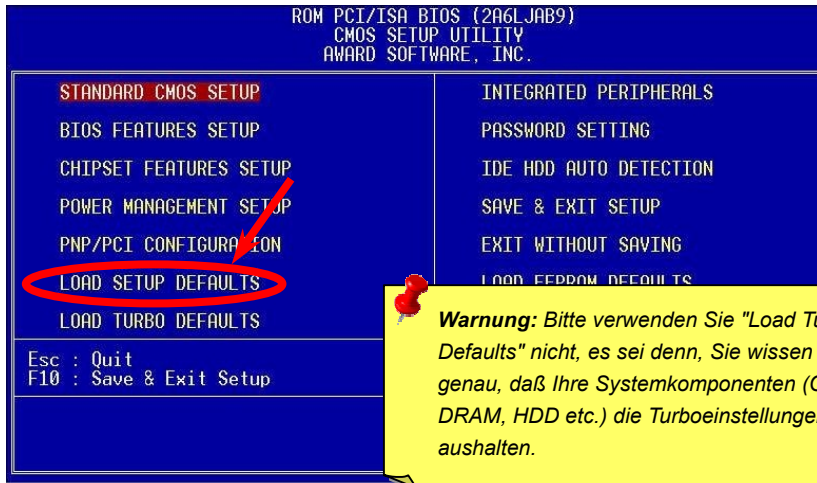 ROM PCI/ISA BIOS (2A6LJAB9)
CMOS SETUP UTILITY
AWARD SOFTWARE, INC.
STANDARD CMOS SETUP
BIOS FEATURES SETUP
CHIPSET FEATURES SETUP
POWER MANAGEMENT SETUP
PNP/PCI CONFIGURATION
LOAD SETUP DEFAULTS
LOAD TURBO DEFAULTS
INTEGRATED PERIPHERALS
PASSWORD SETTING
IDE HDD AUTO DETECTION
SAVE & EXIT SETUP
EXIT WITHOUT SAVING
LOAD EEPROM DEFAULTS
Esc : Quit
F10 : Save & Exit Setup
Warnung: Bitte verwenden Sie "Load
Defaults" nicht, es sei denn, Sie wissen
genau, daß Ihre Systemkomponenten
DRAM, HDD etc.) die
aushalten.